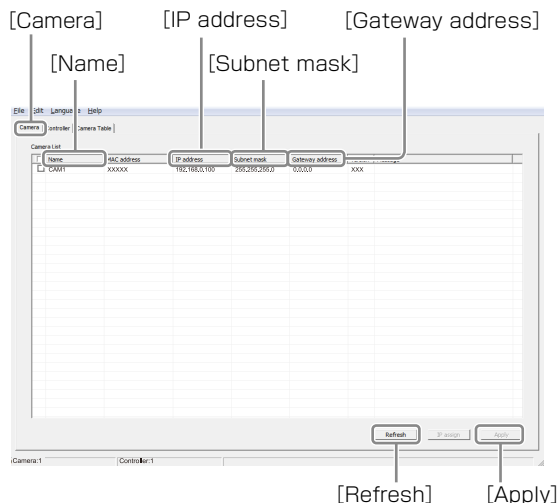 [Camera] [IP address] [Gateway address]
[Name] [Subnet mask]
File Edit Language Help
Camera Controller Camera Table
Camera List
Name MAC address IP address Subnet mask Gateway address
CAM1 XXXXX 192,168,0,100 255,255,255,0 0,0,0,0 XXX
Refresh IP assign Apply
Camera:1 Controller:1
[Refresh] [Apply]